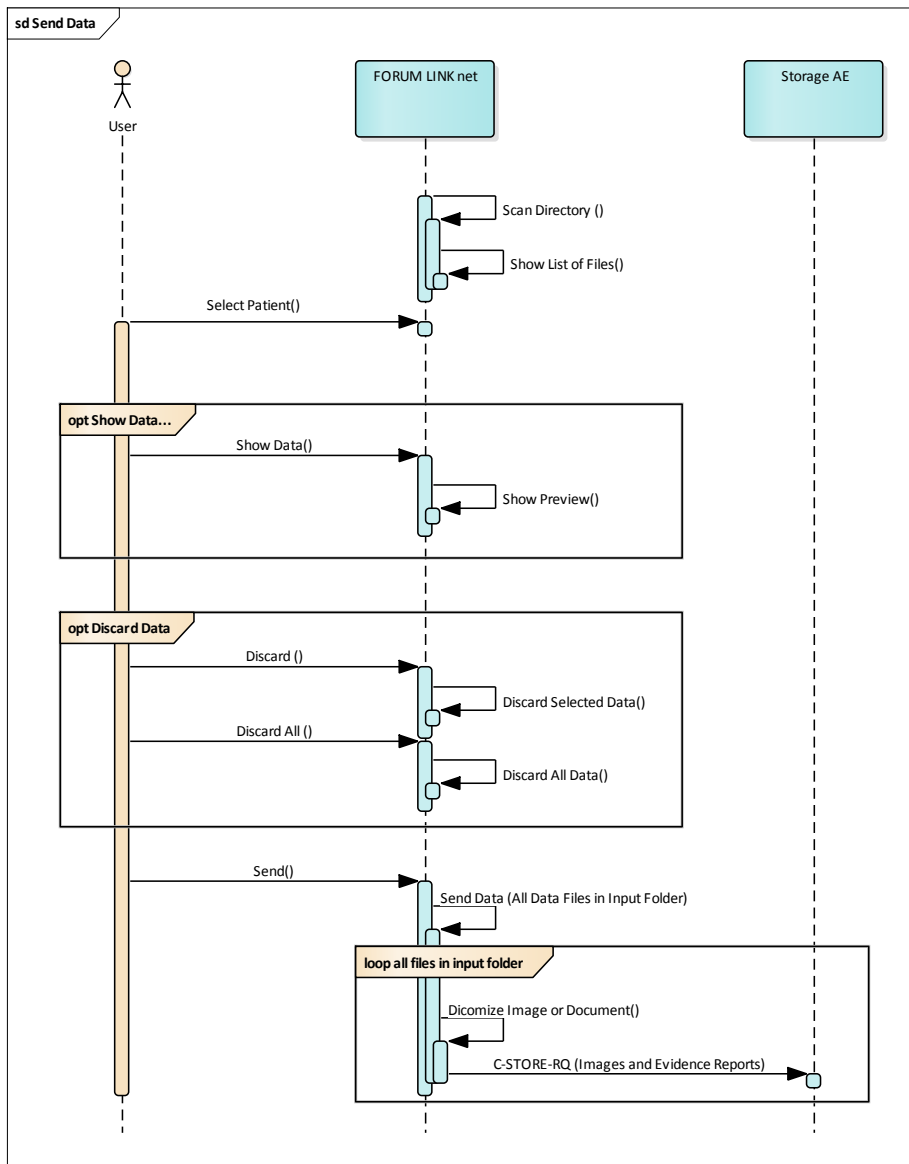 sd Send Data
User
FORUM LINK net
Storage AE
Scan Directory ()
Show List of Files()
Select Patient()
opt Show Data...
Show Data()
Show Preview()
opt Discard Data
Discard ()
Discard Selected Data()
Discard All ()
Discard All Data()
Send()
_Send Data (All Data Files in Input Folder)
loop all files in input folder
_Dicomize Image or Document()
C-STORE-RQ (Images and Evidence Reports)